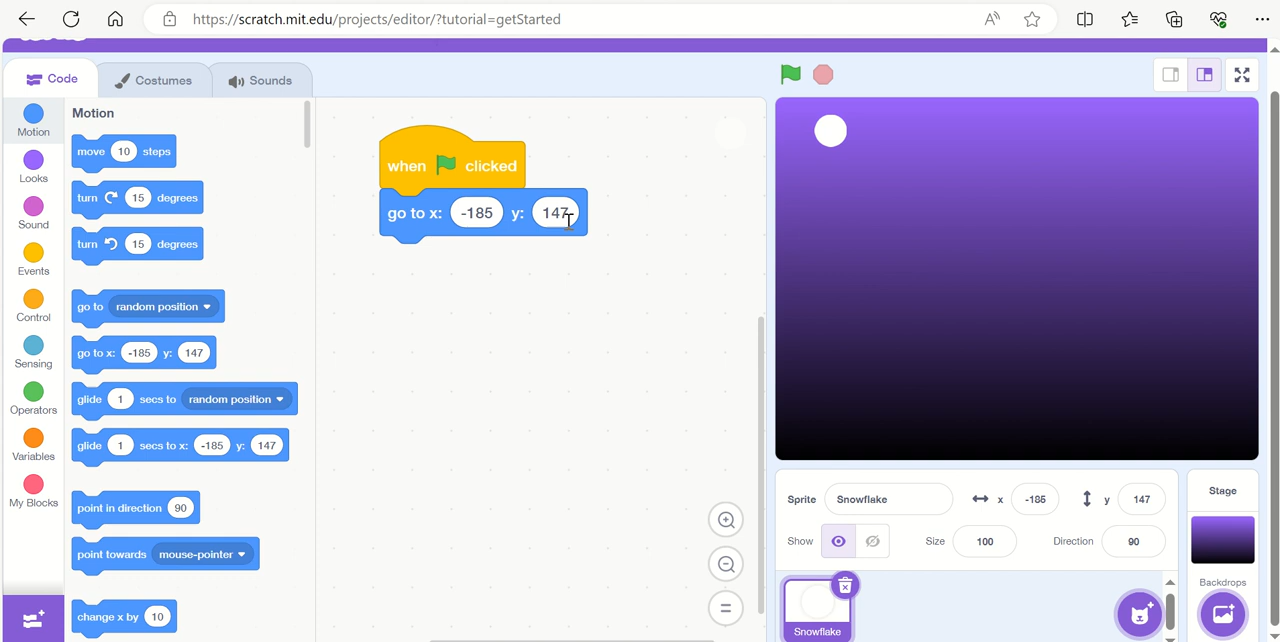 https://scratch.mit.edu/projects/editor/?tutorial=getStarted
Code
Costumes
Sounds
Motion
Looks
Sound
Events
Control
Sensing
Operators
Variables
My Blocks
Motion
move 10 steps
turn 15 degrees
turn 15 degrees
go to random position
go to x: -185 y: 147
glide 1 secs to random position
glide 1 secs to x: -185 y: 147
point in direction 90
point towards mouse-pointer
change x by 10
when clicked
go to x: -185 y: 147
Sprite Snowflake x -185 y 147
Show Size 100 Direction 90
Snowflake
Stage
Backdrops